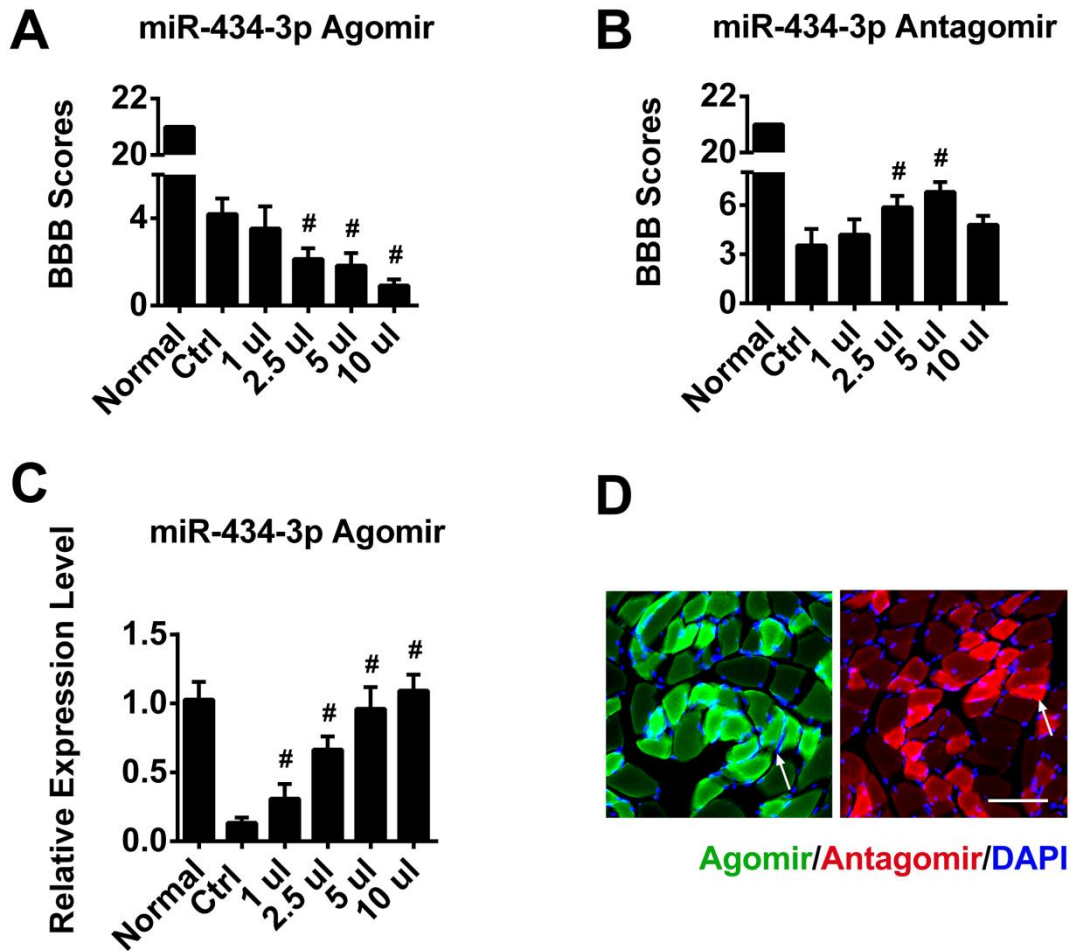 A
miR-434-3p Agomir
BBB Scores
22
20
4
0
#
#
#
Normal
Ctrl
1 ul
2.5 ul
5 ul
10 ul
B
miR-434-3p Antagomir
BBB Scores
22
20
6
3
0
#
#
Normal
Ctrl
1 ul
2.5 ul
5 ul
10 ul
C
miR-434-3p Agomir
Relative Expression Level
1.5
1.0
0.5
0.0
#
#
#
#
Normal
Ctrl
1 ul
2.5 ul
5 ul
10 ul
D
Agomir/Antagomir/DAPI